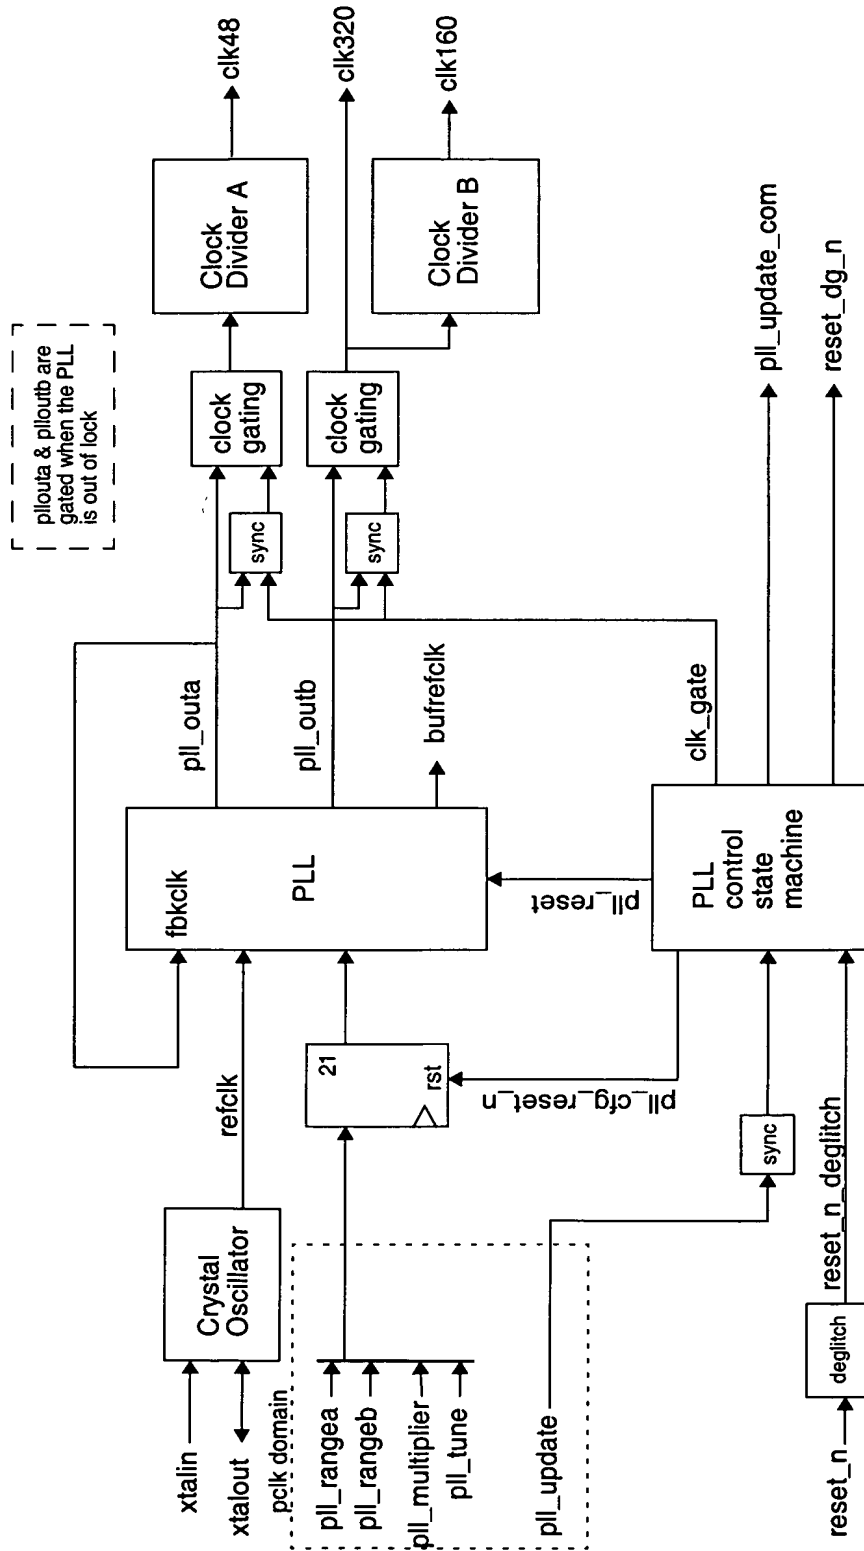 pllouta & plloutb are
gated when the PLL
is out of lock
xtalin
xtalout
Crystal
Oscillator
refclk
fbkclk
PLL
pll_outa
pll_outb
bufrefclk
sync
sync
clock
gating
clock
gating
Clock
Divider A
Clock
Divider B
clk48
clk320
clk160
pclk domain
pll_rangea
pll_rangeb
pll_multiplier
pll_tune
pll_update
21
rst
pll_cfg_reset_n
pll_reset
sync
PLL
control
state
machine
clk_gate
pll_update_com
reset_dg_n
reset_n
deglitch
reset_n_deglitch